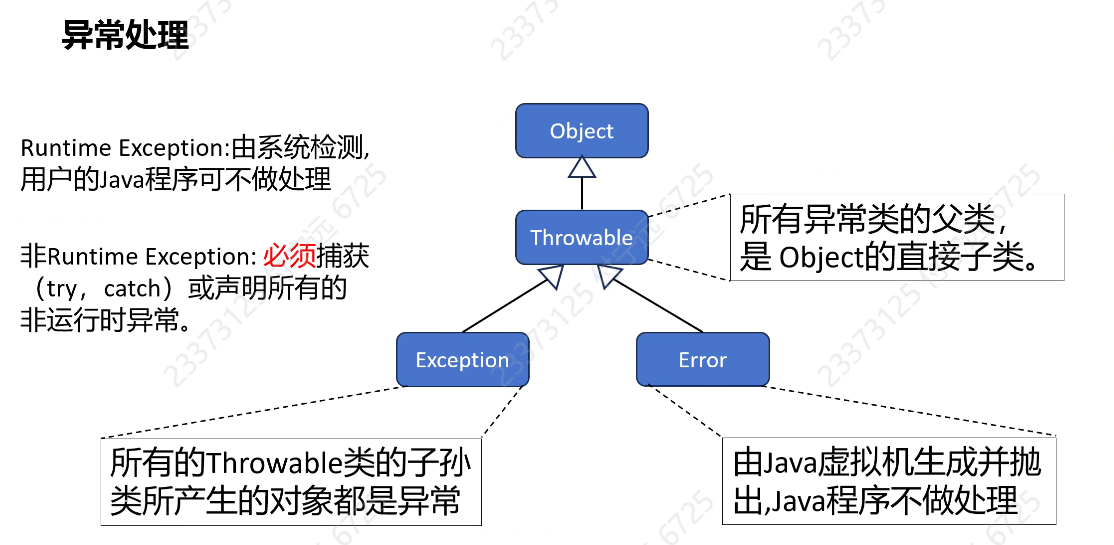 异常处理
Runtime Exception:由系统检测,
用户的Java程序可不做处理
非Runtime Exception: 必须捕获
（try，catch）或声明所有的
非运行时异常。
Object
Throwable
所有异常类的父类，
是 Object的直接子类。
Exception
Error
所有的Throwable类的子孙
类所产生的对象都是异常
由Java虚拟机生成并抛
出,Java程序不做处理